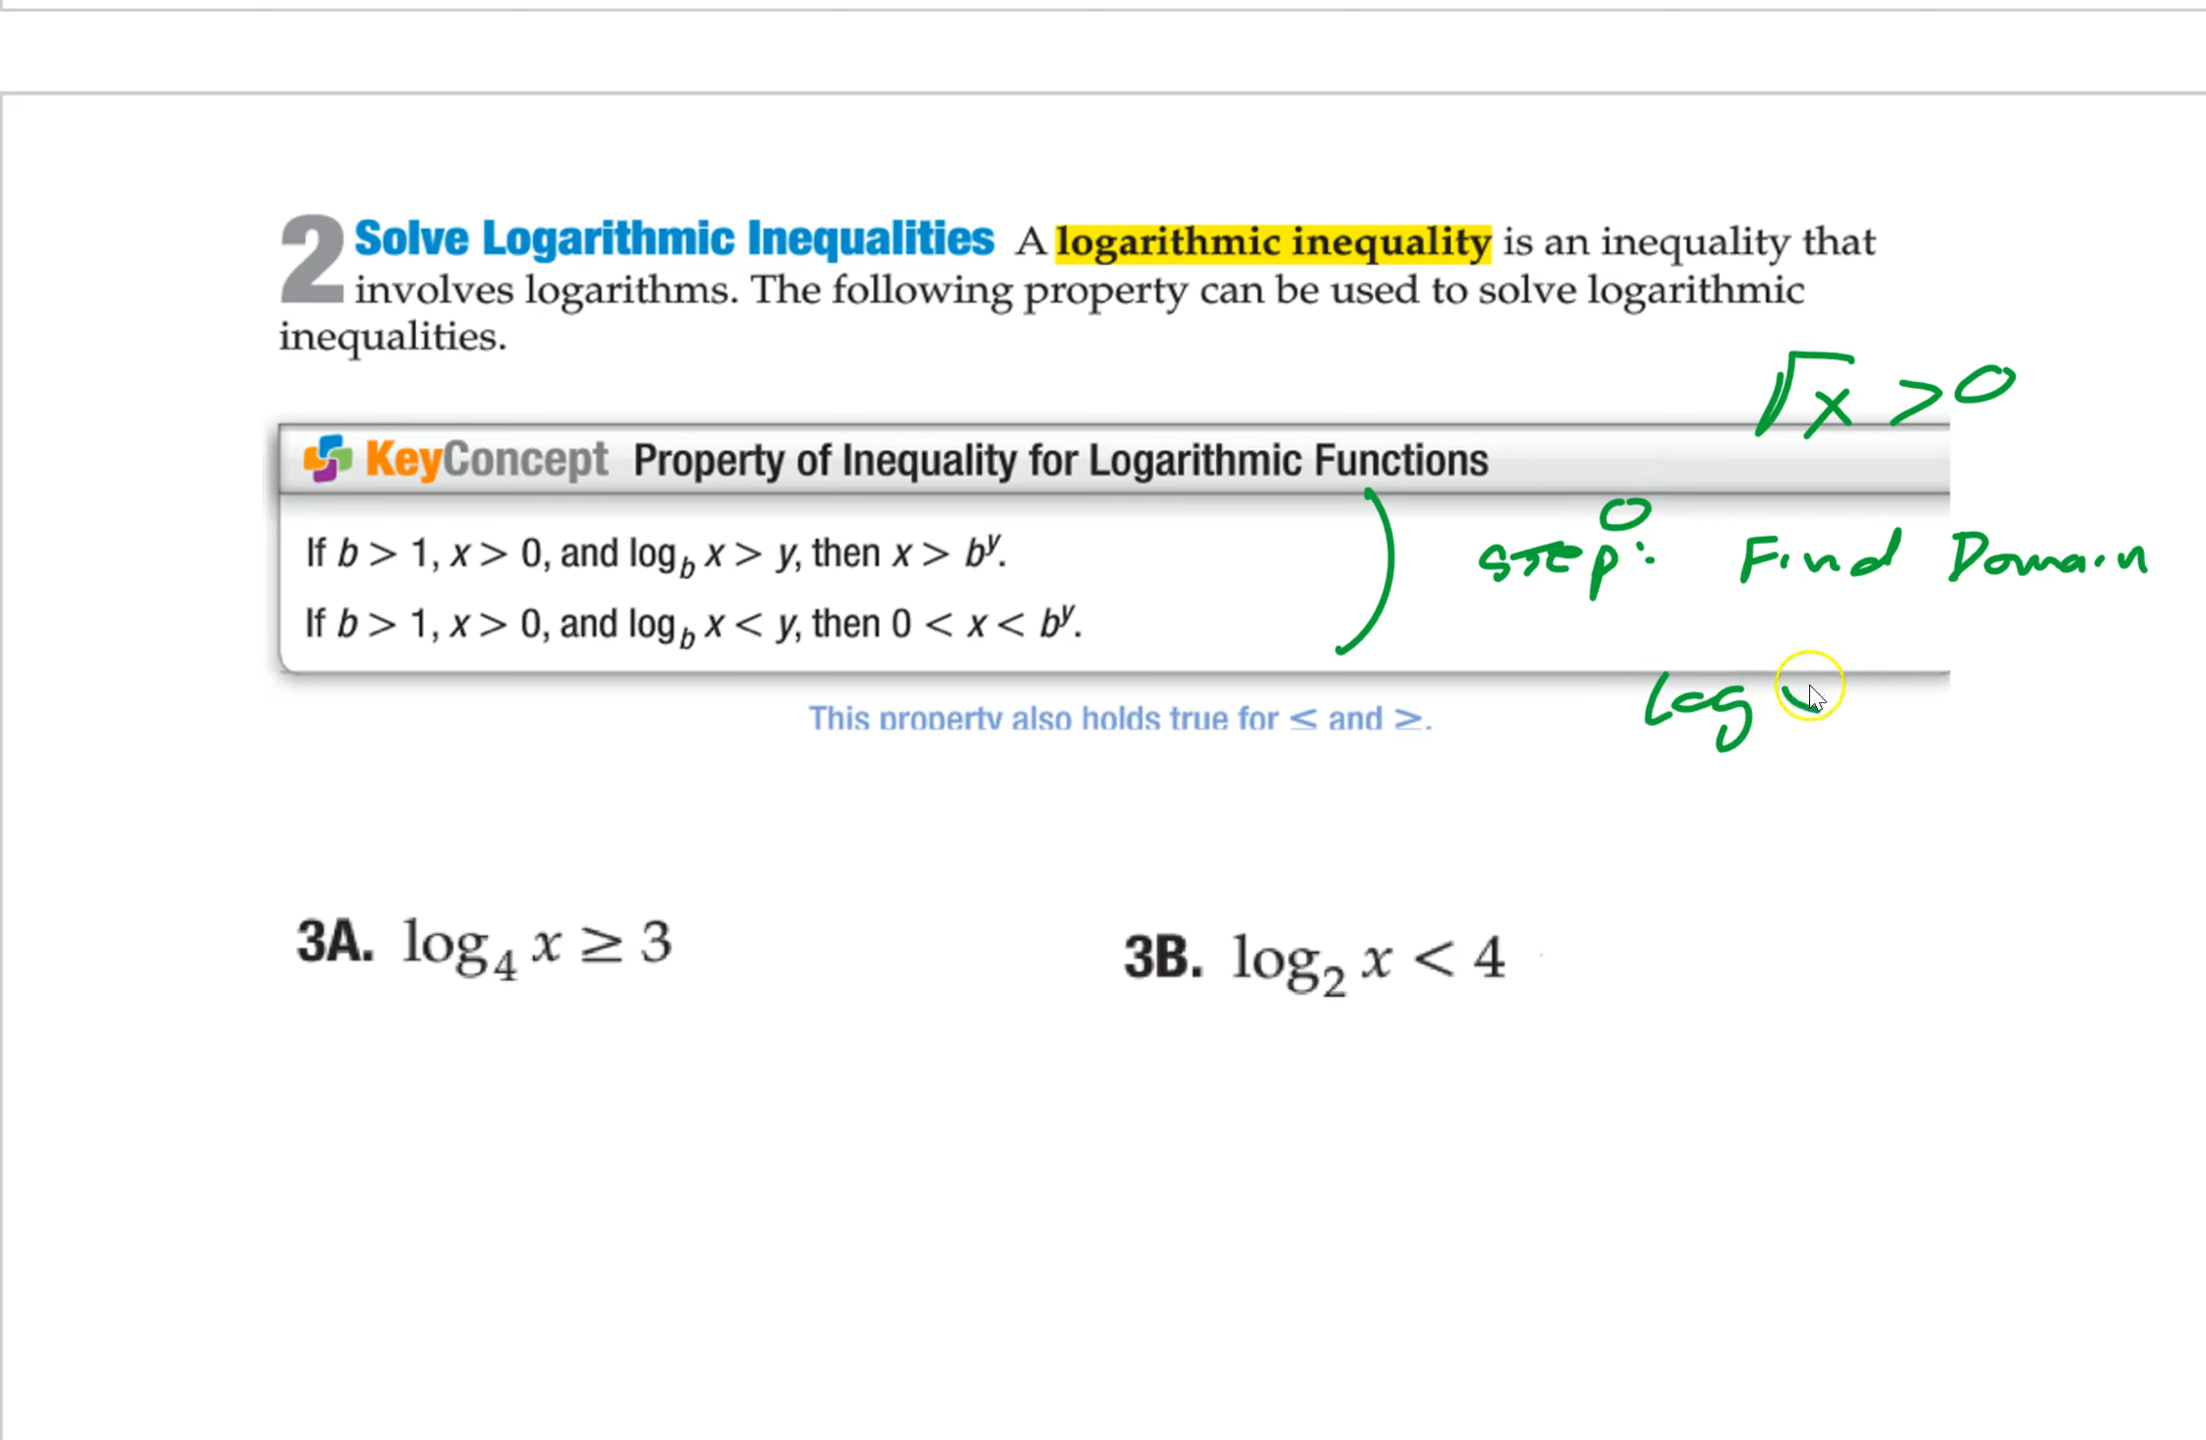 2 Solve Logarithmic Inequalities A logarithmic inequality is an inequality that
involves logarithms. The following property can be used to solve logarithmic
inequalities.
√x > 0
KeyConcept Property of Inequality for Logarithmic Functions
If b > 1, x > 0, and log_b x > y, then x > b^y.
If b > 1, x > 0, and log_b x < y, then 0 < x < b^y.
0
step: Find Domain
log
This property also holds true for ≤ and ≥.
3A. log₄ x ≥ 3
3B. log₂ x < 4